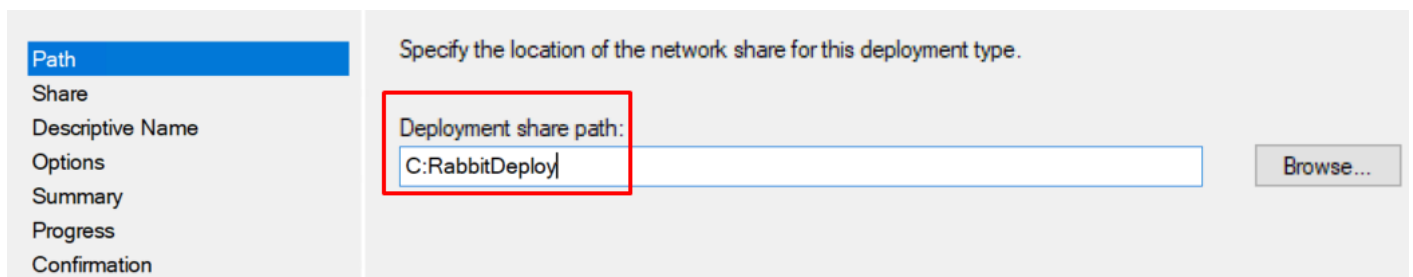 Path
Share
Descriptive Name
Options
Summary
Progress
Confirmation
Specify the location of the network share for this deployment type.
Deployment share path:
C:RabbitDeploy
Browse...